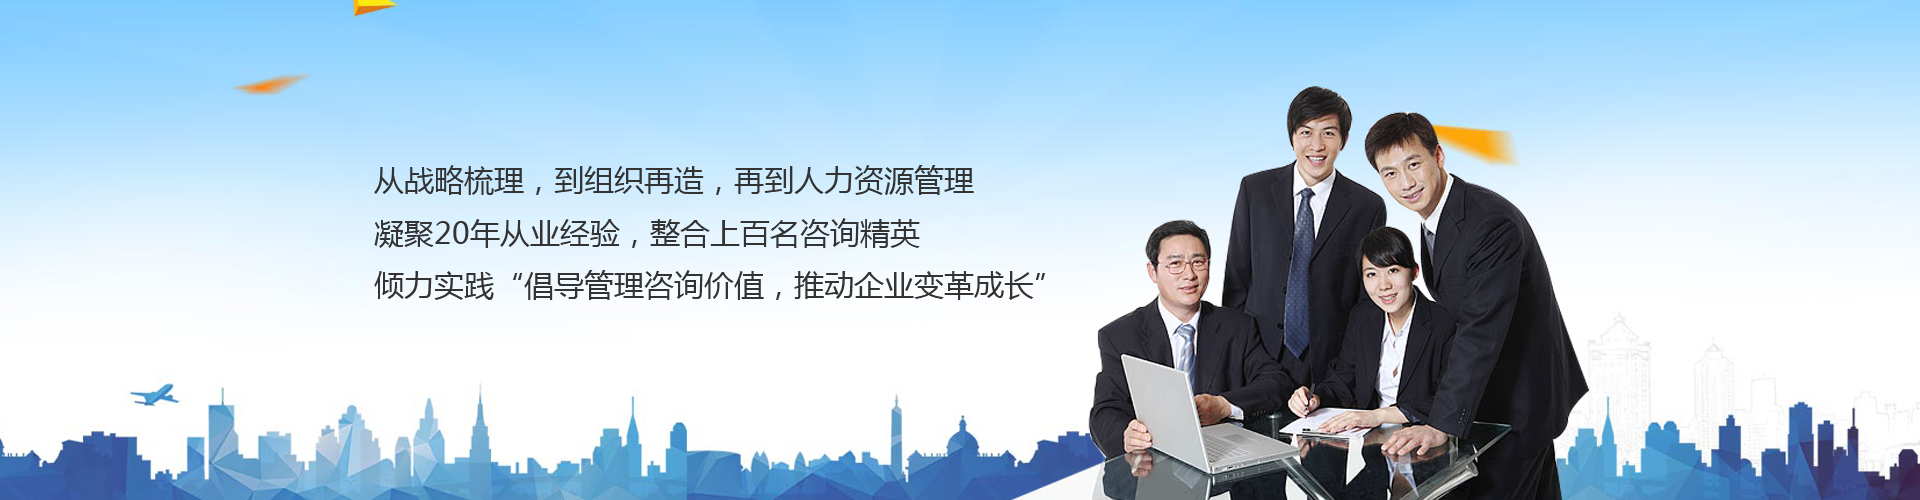 从战略梳理，到组织再造，再到人力资源管理
凝聚20年从业经验，整合上百名咨询精英
倾力实践“倡导管理咨询价值，推动企业变革成长”